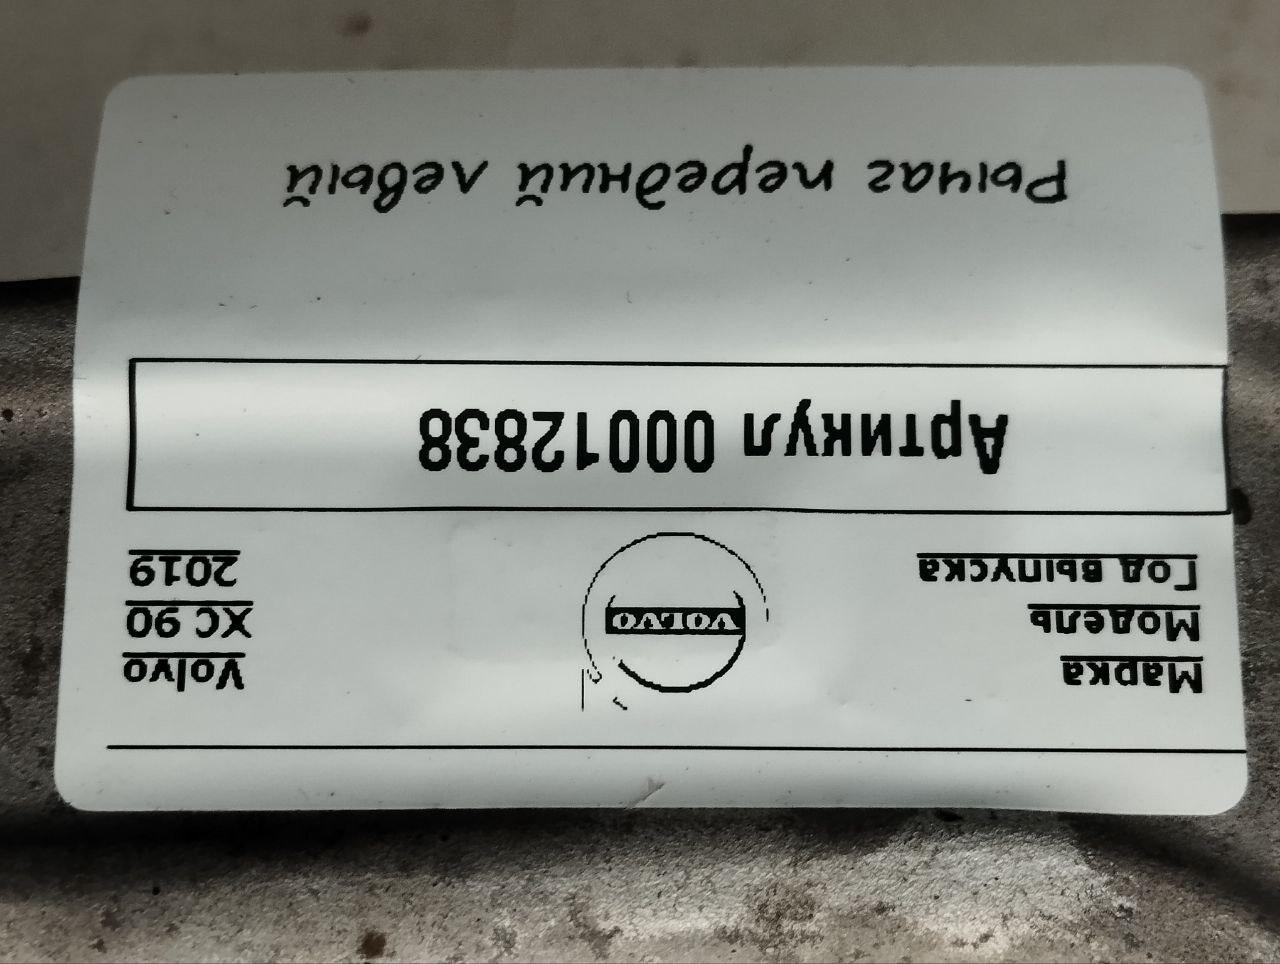 Марка Volvo
Модель XC 90
Год выпуска 2019
VOLVO
Артикул 00012838
Рычаг передний левый